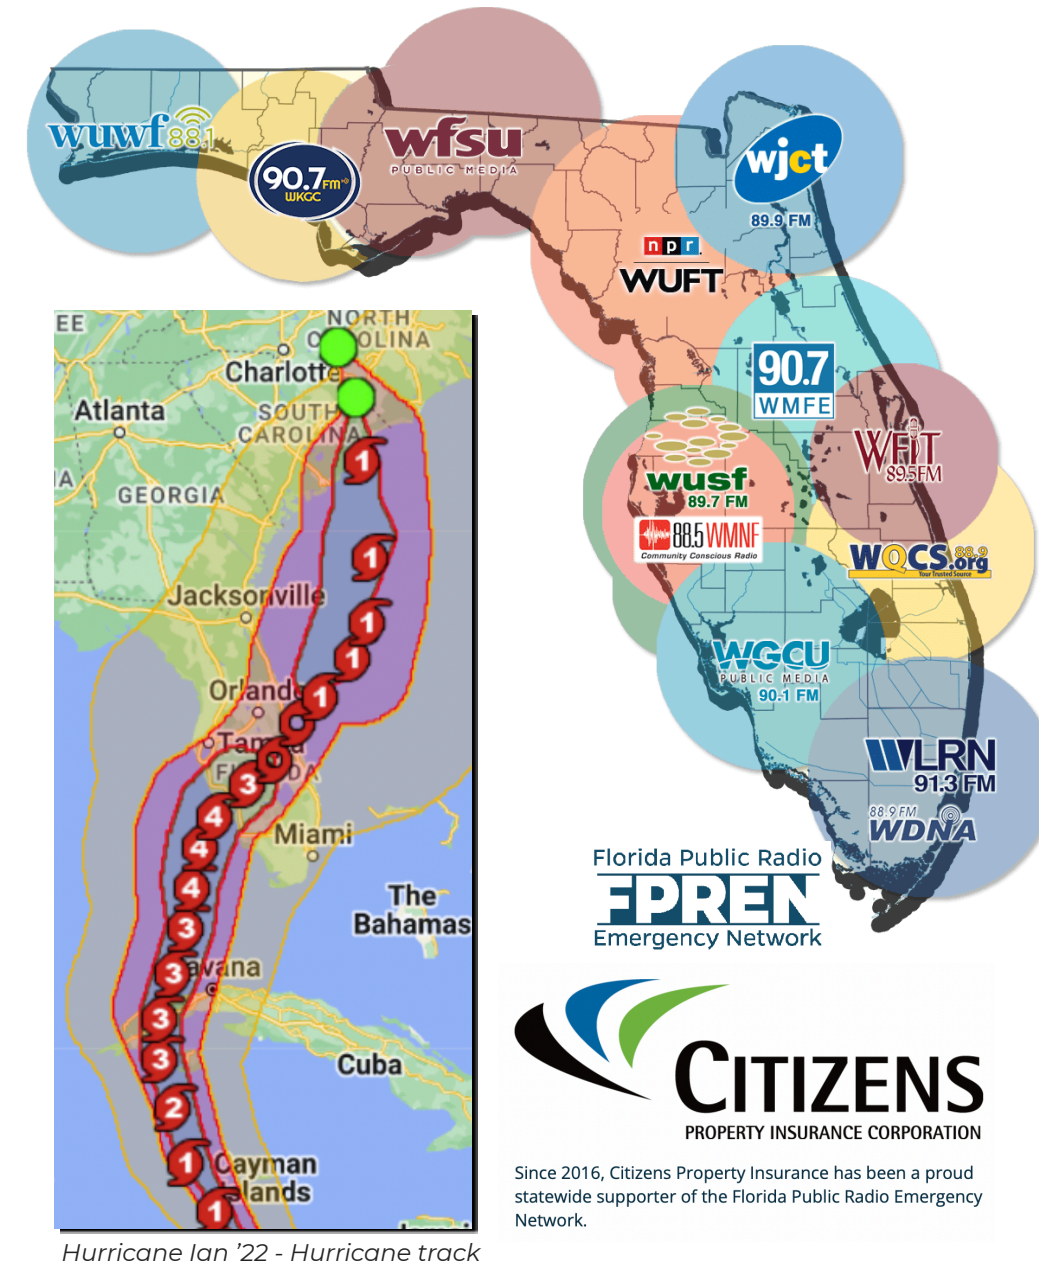 wuwf 88.1
90.7 FM
WKGC
wfsu
PUBLIC MEDIA
wjct
89.9 FM
npr
WUFT
90.7
WMFE
WFIT
89.5FM
wusf
89.7 FM
88.5 WMNF
Community Conscious Radio
WQCS.org
88.9
Your Trusted Source
WGCU
PUBLIC MEDIA
90.1 FM
WLRN
91.3 FM
88.9 FM
WDNA
Florida Public Radio
FPREN
Emergency Network
CITIZENS
PROPERTY INSURANCE CORPORATION
Since 2016, Citizens Property Insurance has been a proud
statewide supporter of the Florida Public Radio Emergency
Network.
EE
NORTH
CAROLINA
Charlotte
Atlanta
SOUTH
CAROLINA
IA
GEORGIA
1
1
Jacksonville
1
1
Orlando
1
Tampa
FLORIDA
3
4
Miami
4
4
The
Bahamas
3
3
avana
3
3
Cuba
2
1
Cayman
Islands
1
Hurricane Ian ’22 - Hurricane track